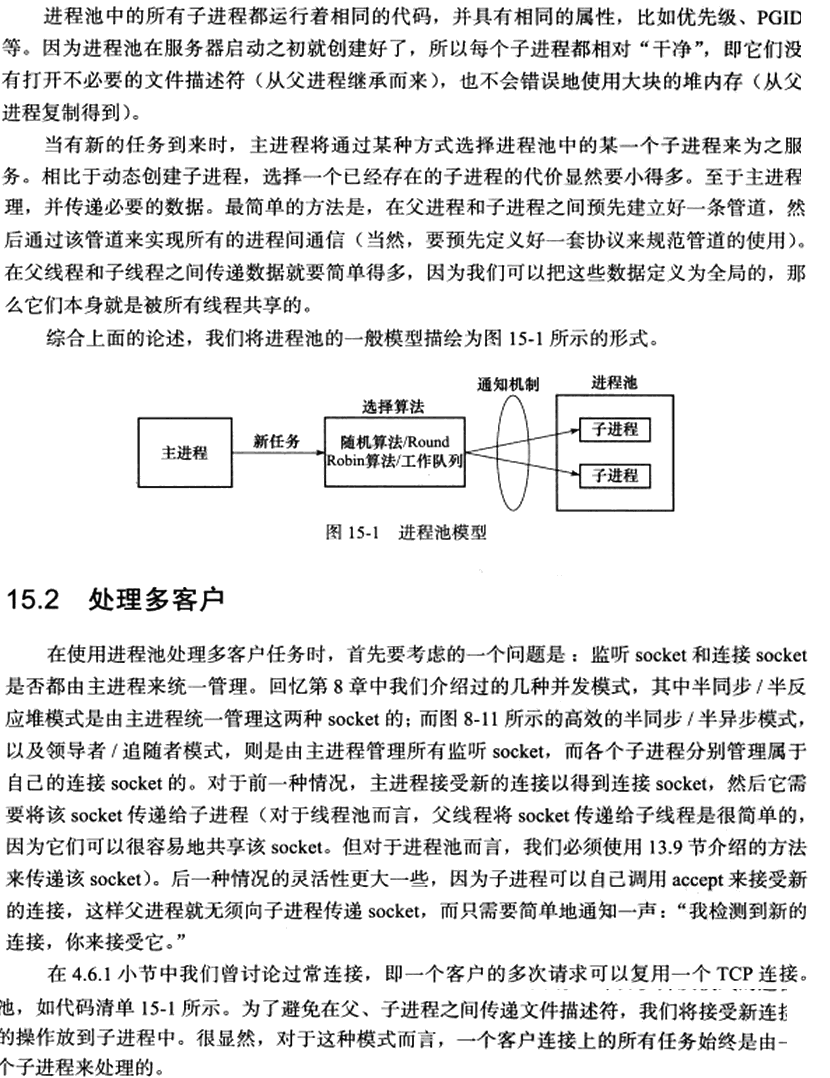 进程池中的所有子进程都运行着相同的代码，并具有相同的属性，比如优先级、PGID
等。因为进程池在服务器启动之初就创建好了，所以每个子进程都相对“干净”，即它们没
有打开不必要的文件描述符（从父进程继承而来），也不会错误地使用大块的堆内存（从父
进程复制得到）。
当有新的任务到来时，主进程将通过某种方式选择进程池中的某一个子进程来为之服
务。相比于动态创建子进程，选择一个已经存在的子进程的代价显然要小得多。至于主进程
理，并传递必要的数据。最简单的方法是，在父进程和子进程之间预先建立好一条管道，然
后通过该管道来实现所有的进程间通信（当然，要预先定义好一套协议来规范管道的使用）。
在父线程和子线程之间传递数据就要简单得多，因为我们可以把这些数据定义为全局的，那
么它们本身就是被所有线程共享的。
综合上面的论述，我们将进程池的一般模型描绘为图 15-1 所示的形式。
通知机制
进程池
选择算法
主进程
新任务
随机算法/Round
Robin算法/工作队列
子进程
子进程
图 15-1 进程池模型
15.2 处理多客户
在使用进程池处理多客户任务时，首先要考虑的一个问题是：监听 socket 和连接 socket
是否都由主进程来统一管理。回忆第 8 章中我们介绍过的几种并发模式，其中半同步 / 半反
应堆模式是由主进程统一管理这两种 socket 的；而图 8-11 所示的高效的半同步 / 半异步模式，
以及领导者 / 追随者模式，则是由主进程管理所有监听 socket，而各个子进程分别管理属于
自己的连接 socket 的。对于前一种情况，主进程接受新的连接以得到连接 socket，然后它需
要将该 socket 传递给子进程（对于线程池而言，父线程将 socket 传递给子线程是很简单的，
因为它们可以很容易地共享该 socket。但对于进程池而言，我们必须使用 13.9 节介绍的方法
来传递该 socket）。后一种情况的灵活性更大一些，因为子进程可以自己调用 accept 来接受新
的连接，这样父进程就无须向子进程传递 socket，而只需要简单地通知一声：“我检测到新的
连接，你来接受它。”
在 4.6.1 小节中我们曾讨论过常连接，即一个客户的多次请求可以复用一个 TCP 连接。
池，如代码清单 15-1 所示。为了避免在父、子进程之间传递文件描述符，我们将接受新连接
的操作放到子进程中。很显然，对于这种模式而言，一个客户连接上的所有任务始终是由一
个子进程来处理的。